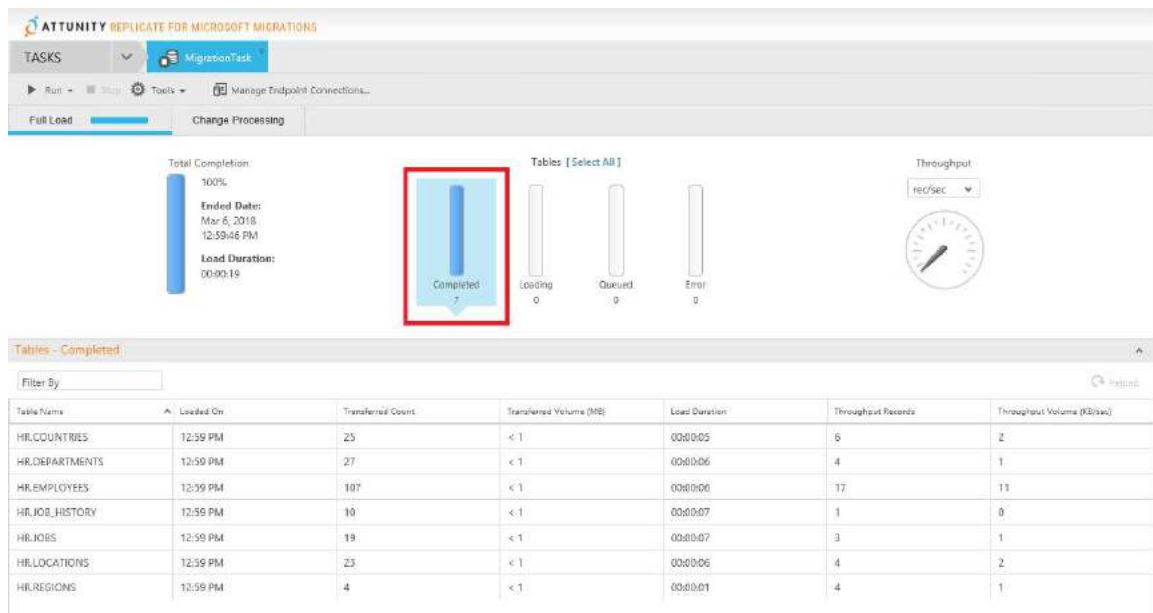 ATTUNITY REPLICATE FOR MICROSOFT MIGRATIONS
TASKS MigrationTask
Run Stop Tools Manage Endpoint Connections...
Full Load Change Processing
Total Completion Tables [ Select All ] Throughput
100% rec/sec
Ended Date:
Mar 6, 2018
12:59:46 PM
Load Duration:
00:00:19
Completed Loading Queued Error
7 0 0 0
Tables - Completed
Filter By Reload
Table Name Loaded On Transferred Count Transferred Volume (MB) Load Duration Throughput Records Throughput Volume (KB/sec)
HR.COUNTRIES 12:59 PM 25 < 1 00:00:05 6 2
HR.DEPARTMENTS 12:59 PM 27 < 1 00:00:06 4 1
HR.EMPLOYEES 12:59 PM 107 < 1 00:00:06 17 11
HR.JOB_HISTORY 12:59 PM 10 < 1 00:00:07 1 0
HR.JOBS 12:59 PM 19 < 1 00:00:07 3 1
HR.LOCATIONS 12:59 PM 23 < 1 00:00:06 4 2
HR.REGIONS 12:59 PM 4 < 1 00:00:01 4 1